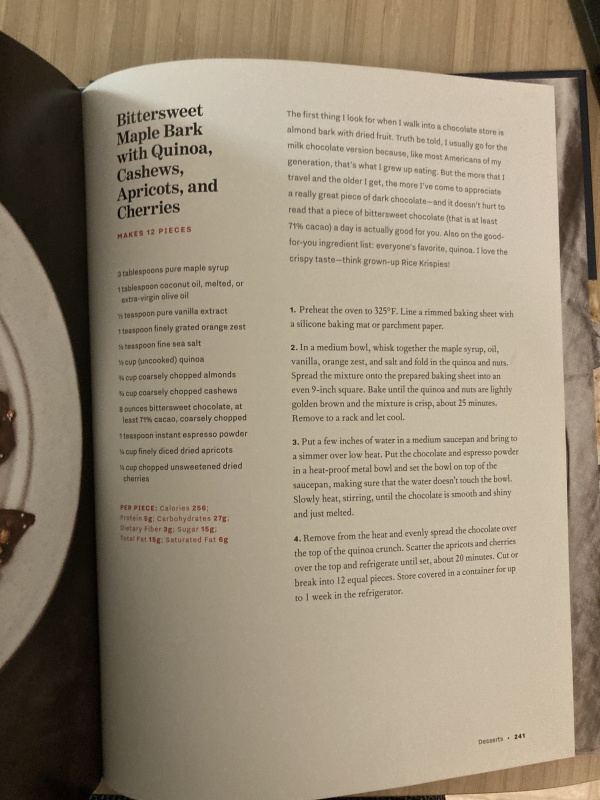 Bittersweet
Maple Bark
with Quinoa,
Cashews,
Apricots, and
Cherries
MAKES 12 PIECES
3 tablespoons pure maple syrup
1 tablespoon coconut oil, melted, or
extra-virgin olive oil
teaspoon pure vanilla extract
1 teaspoon finely grated orange zest
teaspoon fine sea salt
cup (uncooked) quinoa
cup coarsely chopped almonds
cup coarsely chopped cashews
8 ounces bittersweet chocolate, at
least 71% cacao, coarsely chopped
1 teaspoon instant espresso powder
cup finely diced dried apricots
cup chopped unsweetened dried
cherries
PER PIECE: Calories 256;
Protein 5g; Carbohydrates 27g;
Dietary Fiber 3g; Sugar 15g;
Total Fat 15g; Saturated Fat 6g
The first thing I look for when I walk into a chocolate store is
almond bark with dried fruit. Truth be told, I usually go for the
milk chocolate version because, like most Americans of my
generation, that's what I grew up eating. But the more that I
travel and the older I get, the more I've come to appreciate
a really great piece of dark chocolate—and it doesn't hurt to
read that a piece of bittersweet chocolate (that is at least
71% cacao) a day is actually good for you. Also on the good-
for-you ingredient list: everyone's favorite, quinoa. I love the
crispy taste—think grown-up Rice Krispies!
1. Preheat the oven to 325°F. Line a rimmed baking sheet with
a silicone baking mat or parchment paper.
2. In a medium bowl, whisk together the maple syrup, oil,
vanilla, orange zest, and salt and fold in the quinoa and nuts.
Spread the mixture onto the prepared baking sheet into an
even 9-inch square. Bake until the quinoa and nuts are lightly
golden brown and the mixture is crisp, about 25 minutes.
Remove to a rack and let cool.
3. Put a few inches of water in a medium saucepan and bring to
a simmer over low heat. Put the chocolate and espresso powder
in a heat-proof metal bowl and set the bowl on top of the
saucepan, making sure that the water doesn't touch the bowl.
Slowly heat, stirring, until the chocolate is smooth and shiny
and just melted.
4. Remove from the heat and evenly spread the chocolate over
the top of the quinoa crunch. Scatter the apricots and cherries
over the top and refrigerate until set, about 20 minutes. Cut or
break into 12 equal pieces. Store covered in a container for up
to 1 week in the refrigerator.
Desserts • 241